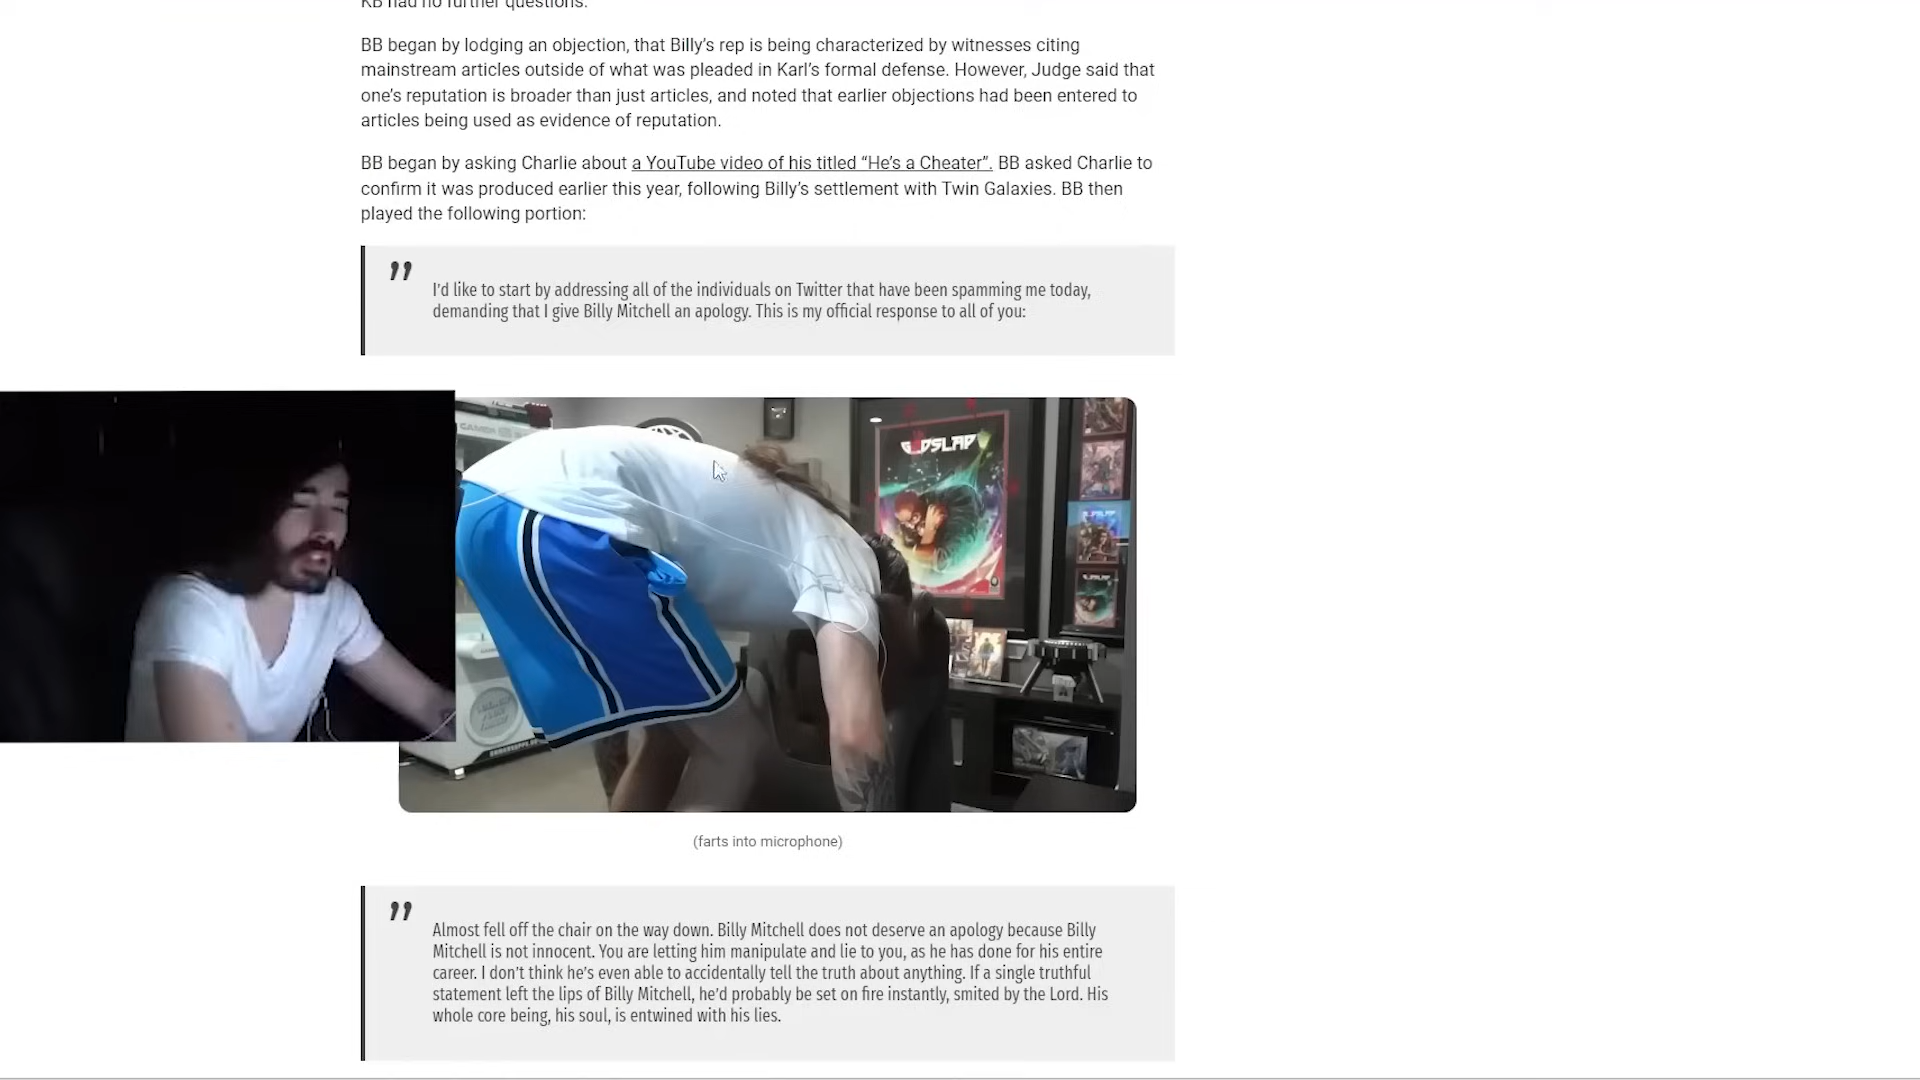 KB had no further questions.
BB began by lodging an objection, that Billy’s rep is being characterized by witnesses citing
mainstream articles outside of what was pleaded in Karl’s formal defense. However, Judge said that
one’s reputation is broader than just articles, and noted that earlier objections had been entered to
articles being used as evidence of reputation.
BB began by asking Charlie about a YouTube video of his titled “He’s a Cheater”. BB asked Charlie to
confirm it was produced earlier this year, following Billy’s settlement with Twin Galaxies. BB then
played the following portion:
”
I’d like to start by addressing all of the individuals on Twitter that have been spamming me today,
demanding that I give Billy Mitchell an apology. This is my official response to all of you:
GODSLAP
(farts into microphone)
”
Almost fell off the chair on the way down. Billy Mitchell does not deserve an apology because Billy
Mitchell is not innocent. You are letting him manipulate and lie to you, as he has done for his entire
career. I don’t think he’s even able to accidentally tell the truth about anything. If a single truthful
statement left the lips of Billy Mitchell, he’d probably be set on fire instantly, smited by the Lord. His
whole core being, his soul, is entwined with his lies.